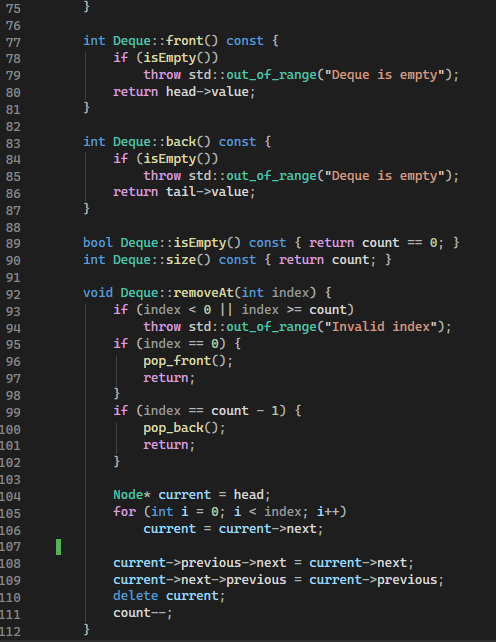 75 }
76
77 int Deque::front() const {
78 if (isEmpty())
79 throw std::out_of_range("Deque is empty");
80 return head->value;
81 }
82
83 int Deque::back() const {
84 if (isEmpty())
85 throw std::out_of_range("Deque is empty");
86 return tail->value;
87 }
88
89 bool Deque::isEmpty() const { return count == 0; }
90 int Deque::size() const { return count; }
91
92 void Deque::removeAt(int index) {
93 if (index < 0 || index >= count)
94 throw std::out_of_range("Invalid index");
95 if (index == 0) {
96 pop_front();
97 return;
98 }
99 if (index == count - 1) {
100 pop_back();
101 return;
102 }
103
104 Node* current = head;
105 for (int i = 0; i < index; i++)
106 current = current->next;
107
108 current->previous->next = current->next;
109 current->next->previous = current->previous;
110 delete current;
111 count--;
112 }